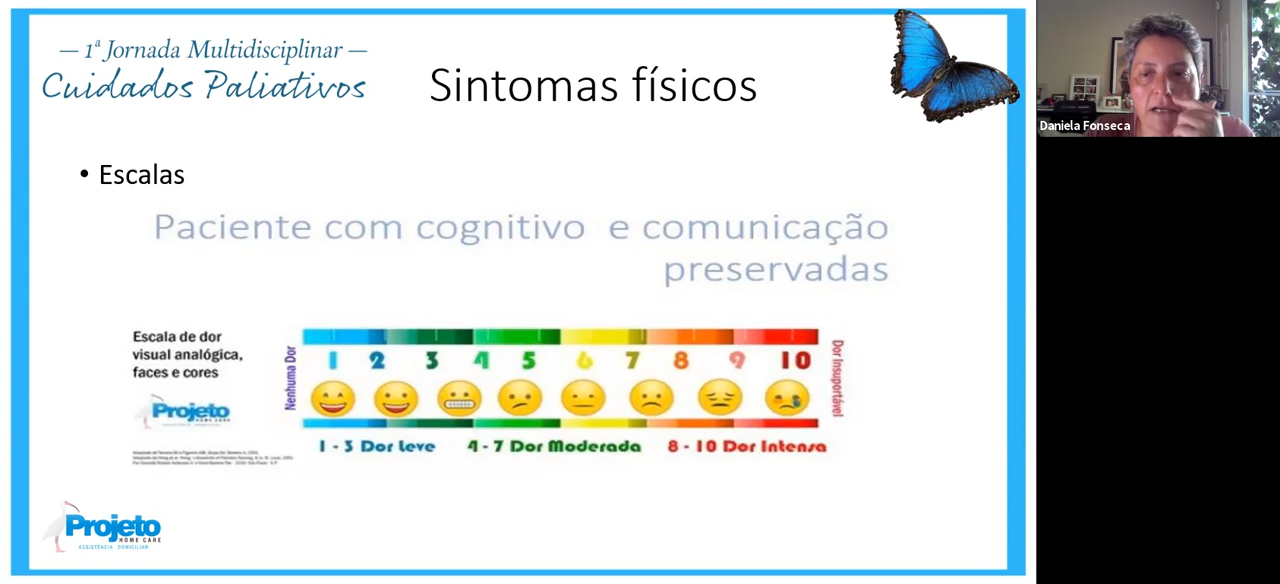 — 1ª Jornada Multidisciplinar —
Cuidados Paliativos
Sintomas físicos
Daniela Fonseca
• Escalas
Paciente com cognitivo e comunicação
preservadas
Escala de dor
visual analógica,
faces e cores
Projeto
HOME CARE
Nenhuma Dor
1 2 3 4 5 6 7 8 9 10
Dor Insuportável
1 - 3 Dor Leve 4 - 7 Dor Moderada 8 - 10 Dor Intensa
Projeto
HOME CARE
ASSISTÊNCIA DOMICILIAR